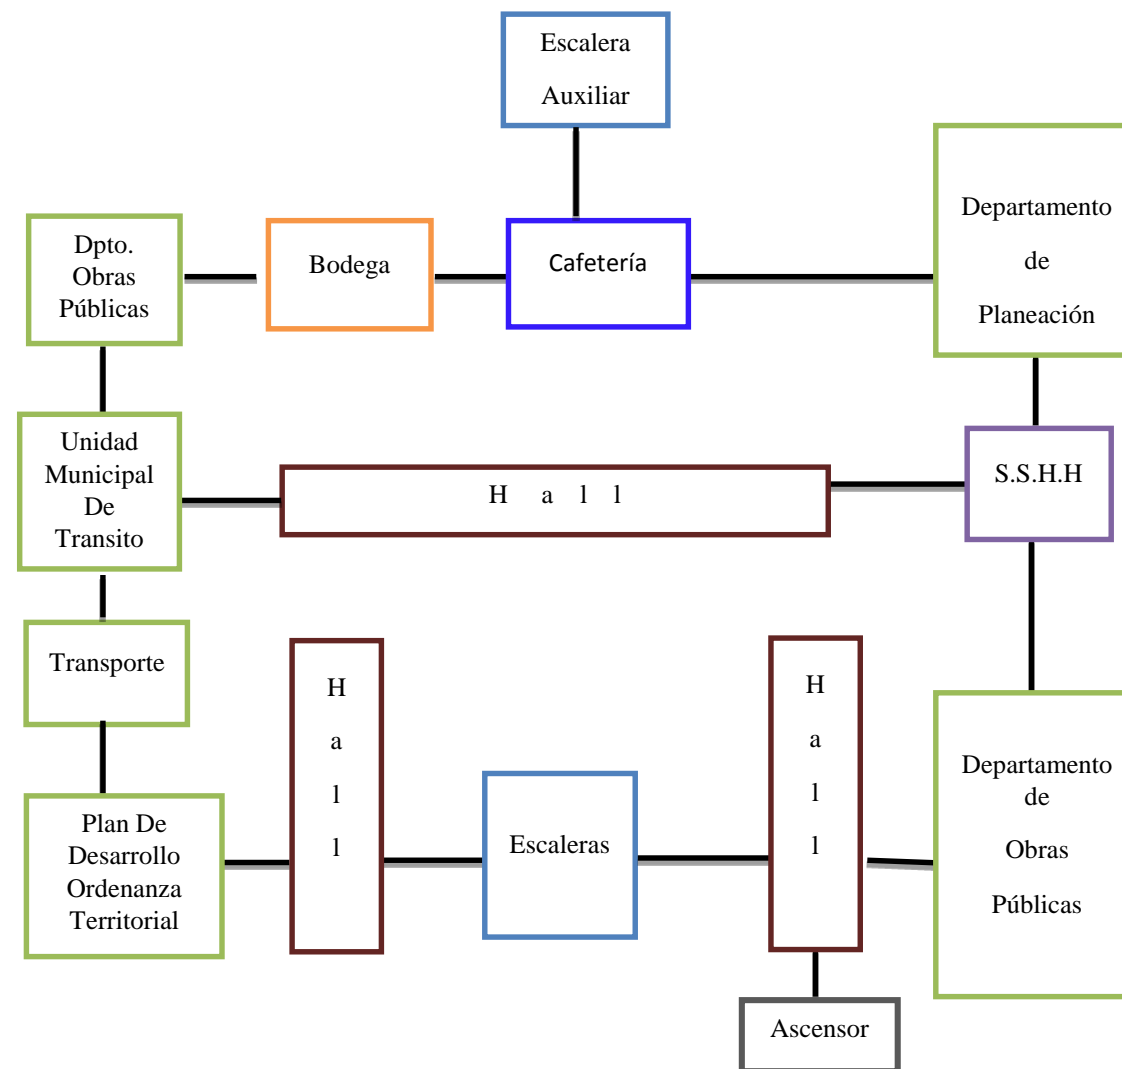 Escalera
Auxiliar
Dpto.
Obras
Públicas
Bodega
Cafetería
Departamento
de
Planeación
Unidad
Municipal
De
Transito
H a l l
S.S.H.H
Transporte
H
a
l
l
H
a
l
l
Plan De
Desarrollo
Ordenanza
Territorial
Escaleras
Departamento
de
Obras
Públicas
Ascensor